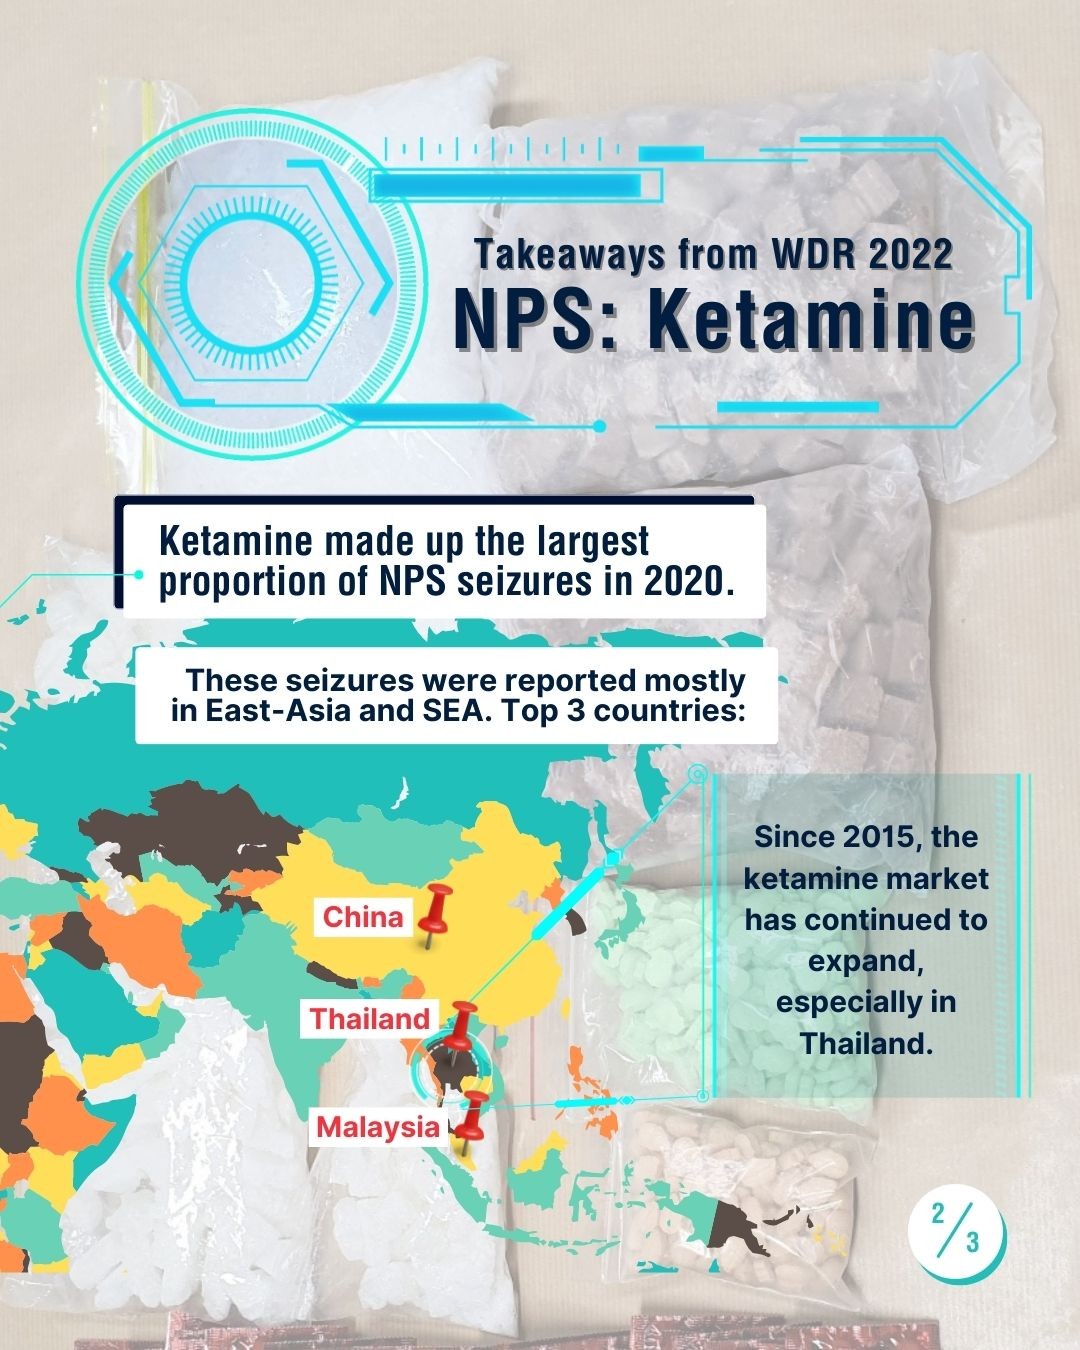 Takeaways from WDR 2022
NPS: Ketamine
Ketamine made up the largest
proportion of NPS seizures in 2020.
These seizures were reported mostly
in East-Asia and SEA. Top 3 countries:
Since 2015, the
ketamine market
has continued to
expand,
especially in
Thailand.
China
Thailand
Malaysia
2/3